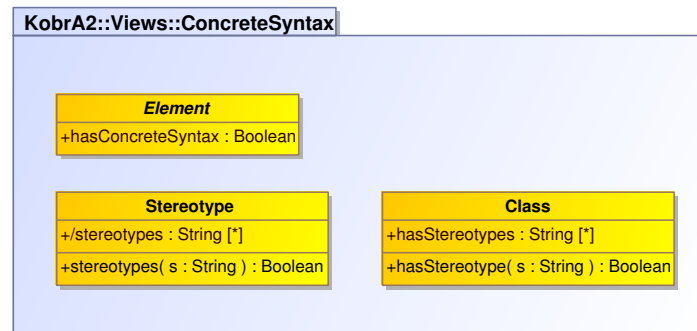 KobrA2::Views::ConcreteSyntax
Element
+hasConcreteSyntax : Boolean
Stereotype
+/stereotypes : String [*]
+stereotypes( s : String ) : Boolean
Class
+hasStereotypes : String [*]
+hasStereotype( s : String ) : Boolean